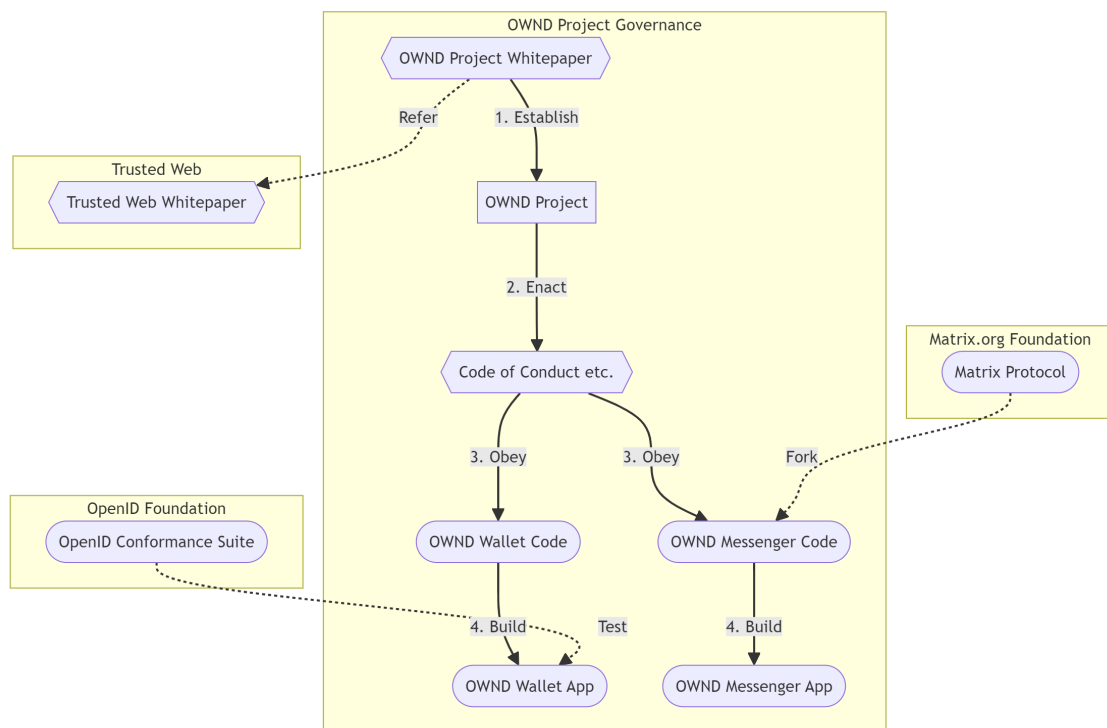 OWND Project Governance
OWND Project Whitepaper
Refer
1. Establish
Trusted Web
Trusted Web Whitepaper
OWND Project
2. Enact
Matrix.org Foundation
Code of Conduct etc.
Matrix Protocol
3. Obey
3. Obey
Fork
OpenID Foundation
OpenID Conformance Suite
OWND Wallet Code
OWND Messenger Code
4. Build
Test
4. Build
OWND Wallet App
OWND Messenger App